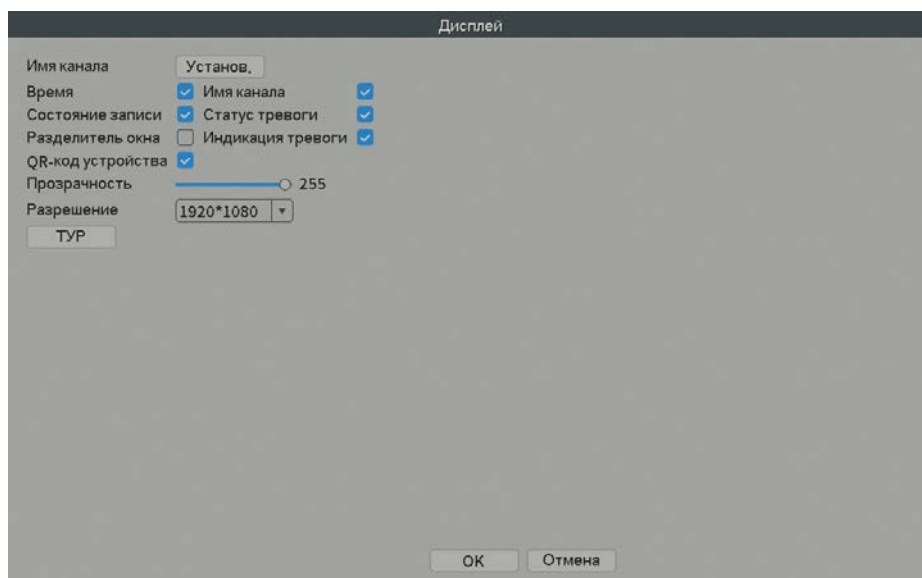 Дисплей
Имя канала Установ.
Время Имя канала
Состояние записи Статус тревоги
Разделитель окна Индикация тревоги
QR-код устройства
Прозрачность 255
Разрешение 1920*1080
ТУР
OK Отмена